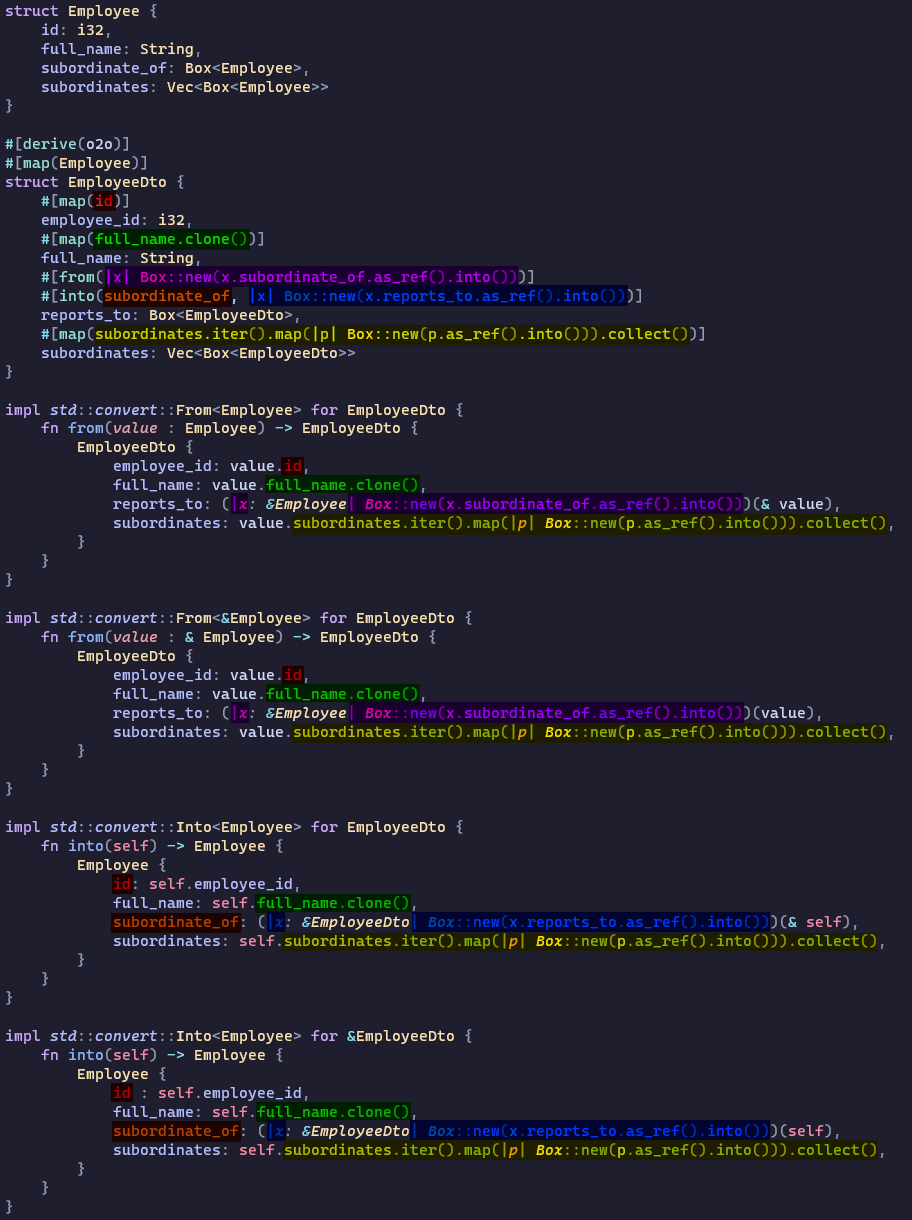 struct Employee {
    id: i32,
    full_name: String,
    subordinate_of: Box<Employee>,
    subordinates: Vec<Box<Employee>>
}

#[derive(o2o)]
#[map(Employee)]
struct EmployeeDto {
    #[map(id)]
    employee_id: i32,
    #[map(full_name.clone())]
    full_name: String,
    #[from(|x| Box::new(x.subordinate_of.as_ref().into()))]
    #[into(subordinate_of, |x| Box::new(x.reports_to.as_ref().into()))]
    reports_to: Box<EmployeeDto>,
    #[map(subordinates.iter().map(|p| Box::new(p.as_ref().into())).collect())]
    subordinates: Vec<Box<EmployeeDto>>
}

impl std::convert::From<Employee> for EmployeeDto {
    fn from(value : Employee) -> EmployeeDto {
        EmployeeDto {
            employee_id: value.id,
            full_name: value.full_name.clone(),
            reports_to: (|x: &Employee| Box::new(x.subordinate_of.as_ref().into()))(& value),
            subordinates: value.subordinates.iter().map(|p| Box::new(p.as_ref().into())).collect(),
        }
    }
}

impl std::convert::From<&Employee> for EmployeeDto {
    fn from(value : & Employee) -> EmployeeDto {
        EmployeeDto {
            employee_id: value.id,
            full_name: value.full_name.clone(),
            reports_to: (|x: &Employee| Box::new(x.subordinate_of.as_ref().into()))(value),
            subordinates: value.subordinates.iter().map(|p| Box::new(p.as_ref().into())).collect(),
        }
    }
}

impl std::convert::Into<Employee> for EmployeeDto {
    fn into(self) -> Employee {
        Employee {
            id: self.employee_id,
            full_name: self.full_name.clone(),
            subordinate_of: (|x: &EmployeeDto| Box::new(x.reports_to.as_ref().into()))(& self),
            subordinates: self.subordinates.iter().map(|p| Box::new(p.as_ref().into())).collect(),
        }
    }
}

impl std::convert::Into<Employee> for &EmployeeDto {
    fn into(self) -> Employee {
        Employee {
            id : self.employee_id,
            full_name: self.full_name.clone(),
            subordinate_of: (|x: &EmployeeDto| Box::new(x.reports_to.as_ref().into()))(self),
            subordinates: self.subordinates.iter().map(|p| Box::new(p.as_ref().into())).collect(),
        }
    }
}